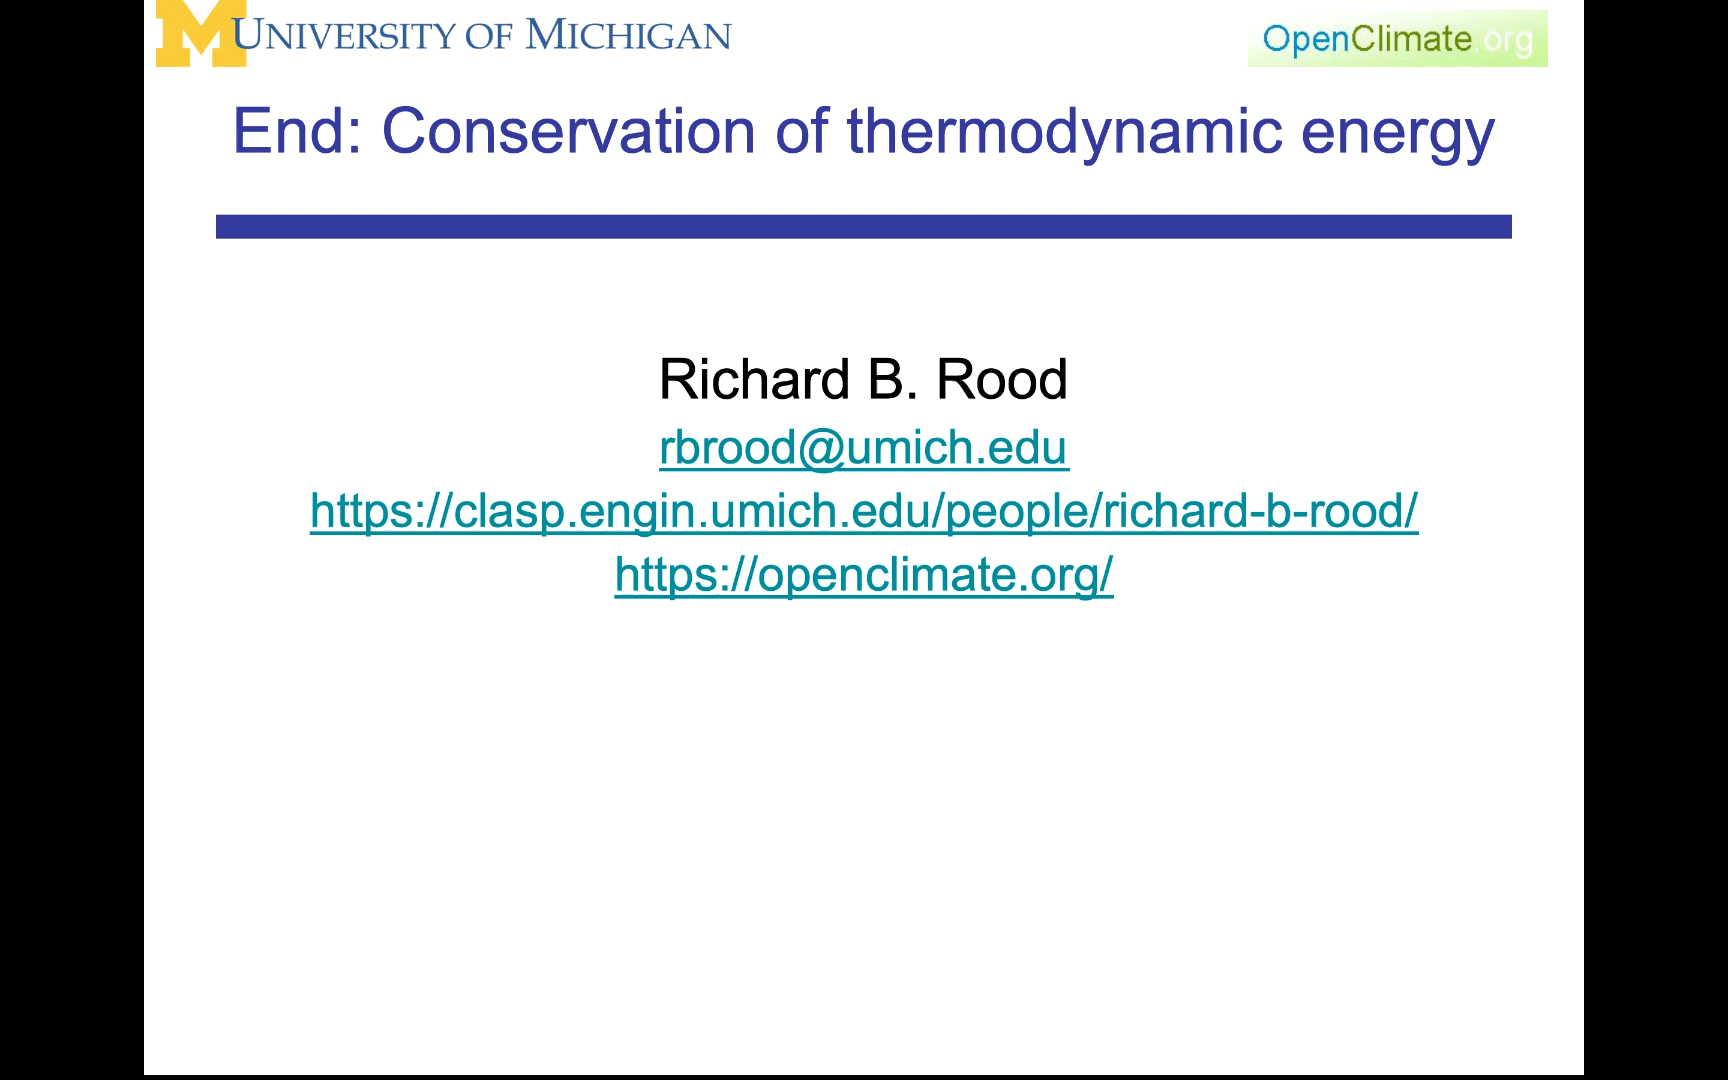 UNIVERSITY OF MICHIGAN
OpenClimate.org
End: Conservation of thermodynamic energy
Richard B. Rood
rbrood@umich.edu
https://clasp.engin.umich.edu/people/richard-b-rood/
https://openclimate.org/